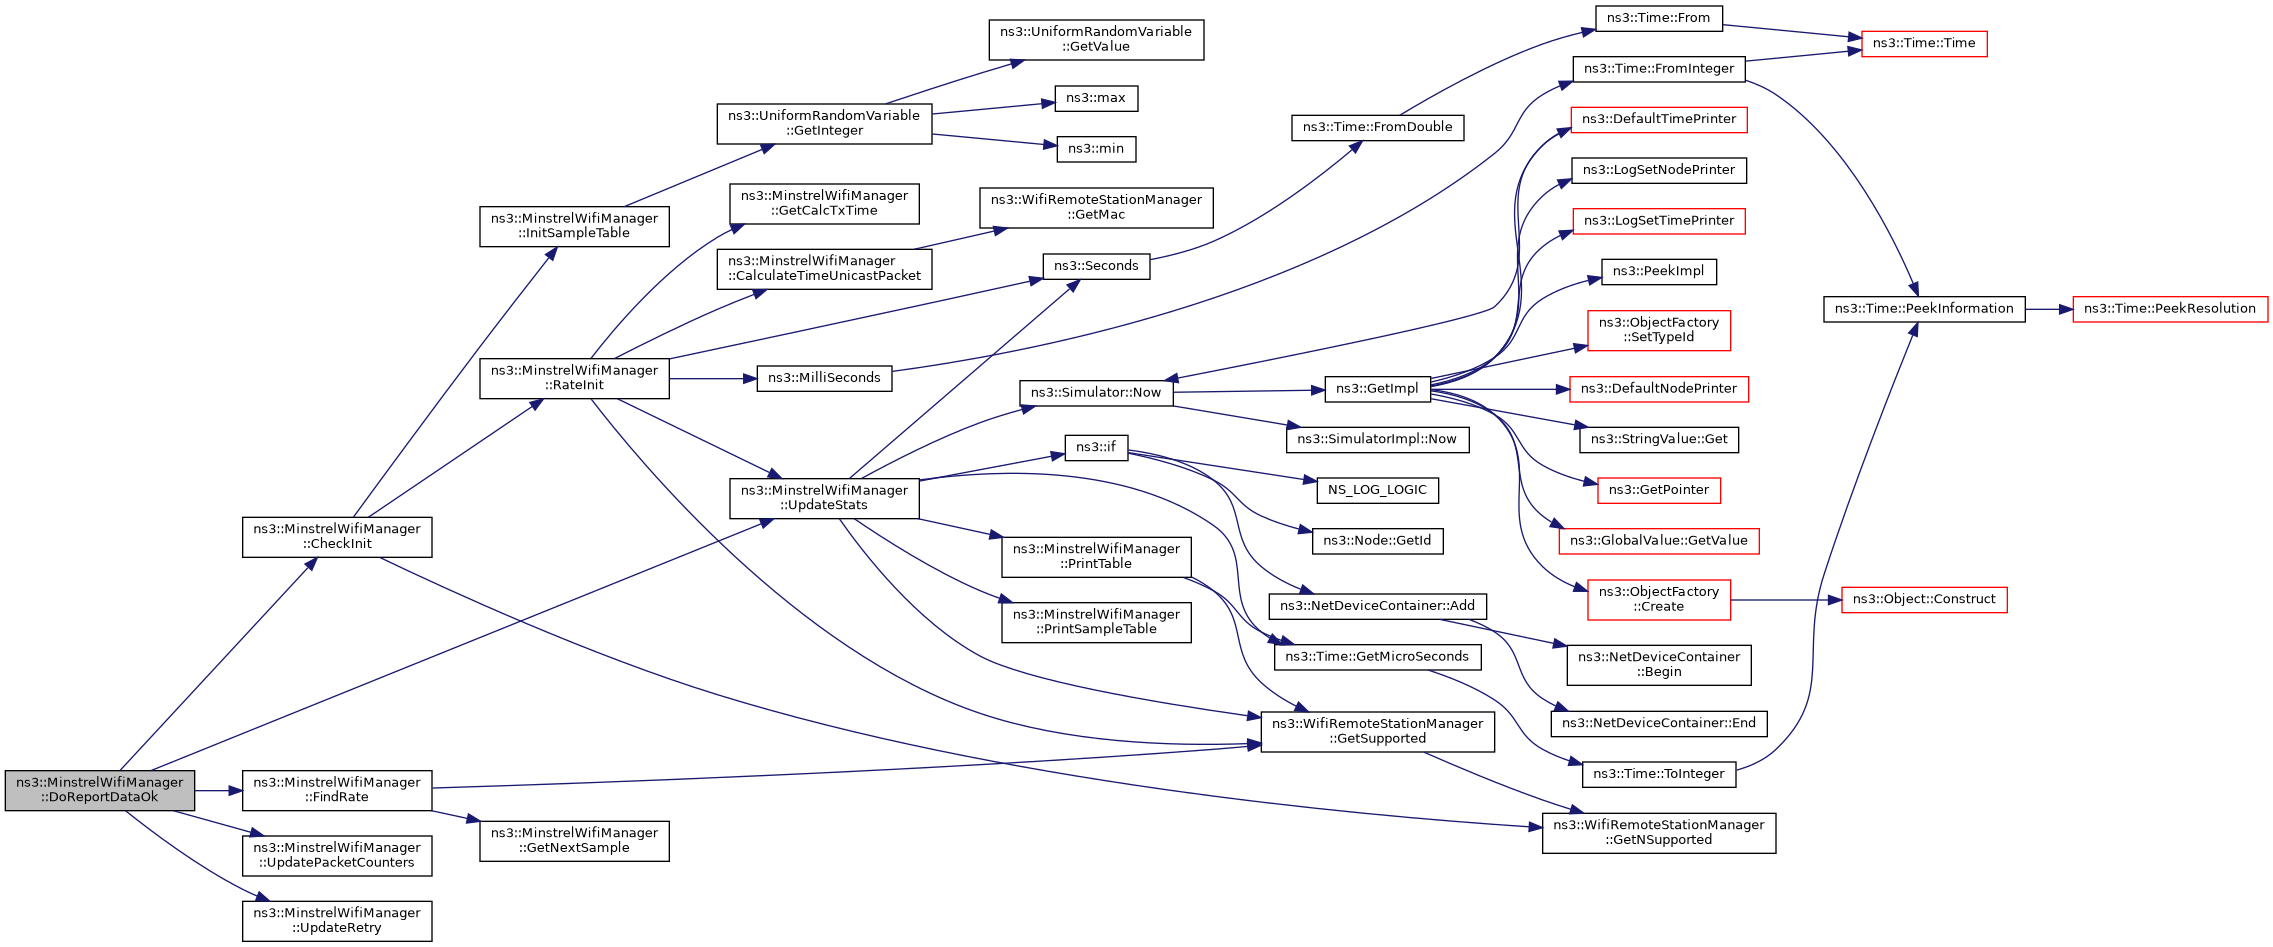 ns3::MinstrelWifiManager
::DoReportDataOk
ns3::MinstrelWifiManager
::CheckInit
ns3::MinstrelWifiManager
::FindRate
ns3::MinstrelWifiManager
::UpdatePacketCounters
ns3::MinstrelWifiManager
::UpdateRetry
ns3::MinstrelWifiManager
::InitSampleTable
ns3::MinstrelWifiManager
::RateInit
ns3::MinstrelWifiManager
::GetNextSample
ns3::UniformRandomVariable
::GetInteger
ns3::MinstrelWifiManager
::GetCalcTxTime
ns3::MinstrelWifiManager
::CalculateTimeUnicastPacket
ns3::MilliSeconds
ns3::MinstrelWifiManager
::UpdateStats
ns3::UniformRandomVariable
::GetValue
ns3::max
ns3::min
ns3::WifiRemoteStationManager
::GetMac
ns3::Seconds
ns3::Simulator::Now
ns3::if
ns3::MinstrelWifiManager
::PrintTable
ns3::MinstrelWifiManager
::PrintSampleTable
ns3::Time::FromDouble
ns3::GetImpl
ns3::SimulatorImpl::Now
NS_LOG_LOGIC
ns3::Node::GetId
ns3::NetDeviceContainer::Add
ns3::Time::GetMicroSeconds
ns3::WifiRemoteStationManager
::GetSupported
ns3::Time::From
ns3::Time::FromInteger
ns3::DefaultTimePrinter
ns3::LogSetNodePrinter
ns3::LogSetTimePrinter
ns3::PeekImpl
ns3::ObjectFactory
::SetTypeId
ns3::DefaultNodePrinter
ns3::StringValue::Get
ns3::GetPointer
ns3::GlobalValue::GetValue
ns3::ObjectFactory
::Create
ns3::NetDeviceContainer
::Begin
ns3::NetDeviceContainer::End
ns3::Time::ToInteger
ns3::WifiRemoteStationManager
::GetNSupported
ns3::Time::Time
ns3::Time::PeekInformation
ns3::Object::Construct
ns3::Time::PeekResolution